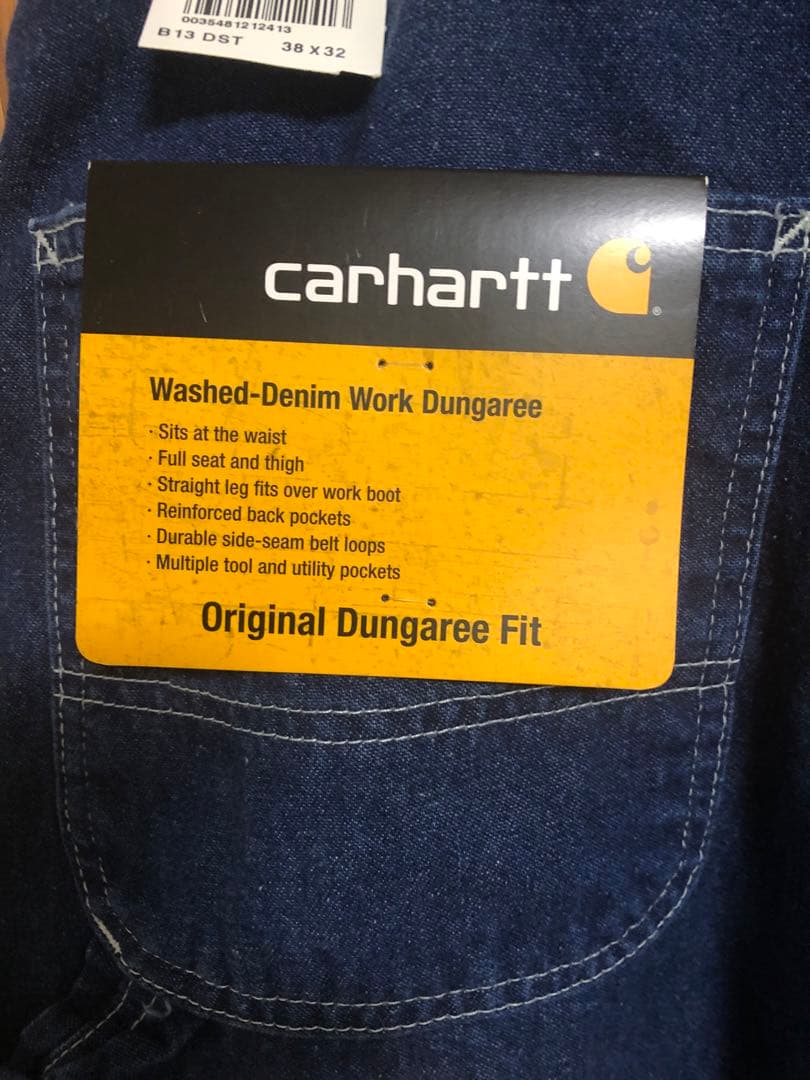 0035481212413
B13 DST 38 X 32
carhartt
®
Washed-Denim Work Dungaree
· Sits at the waist
· Full seat and thigh
· Straight leg fits over work boot
· Reinforced back pockets
· Durable side-seam belt loops
· Multiple tool and utility pockets
Original Dungaree Fit